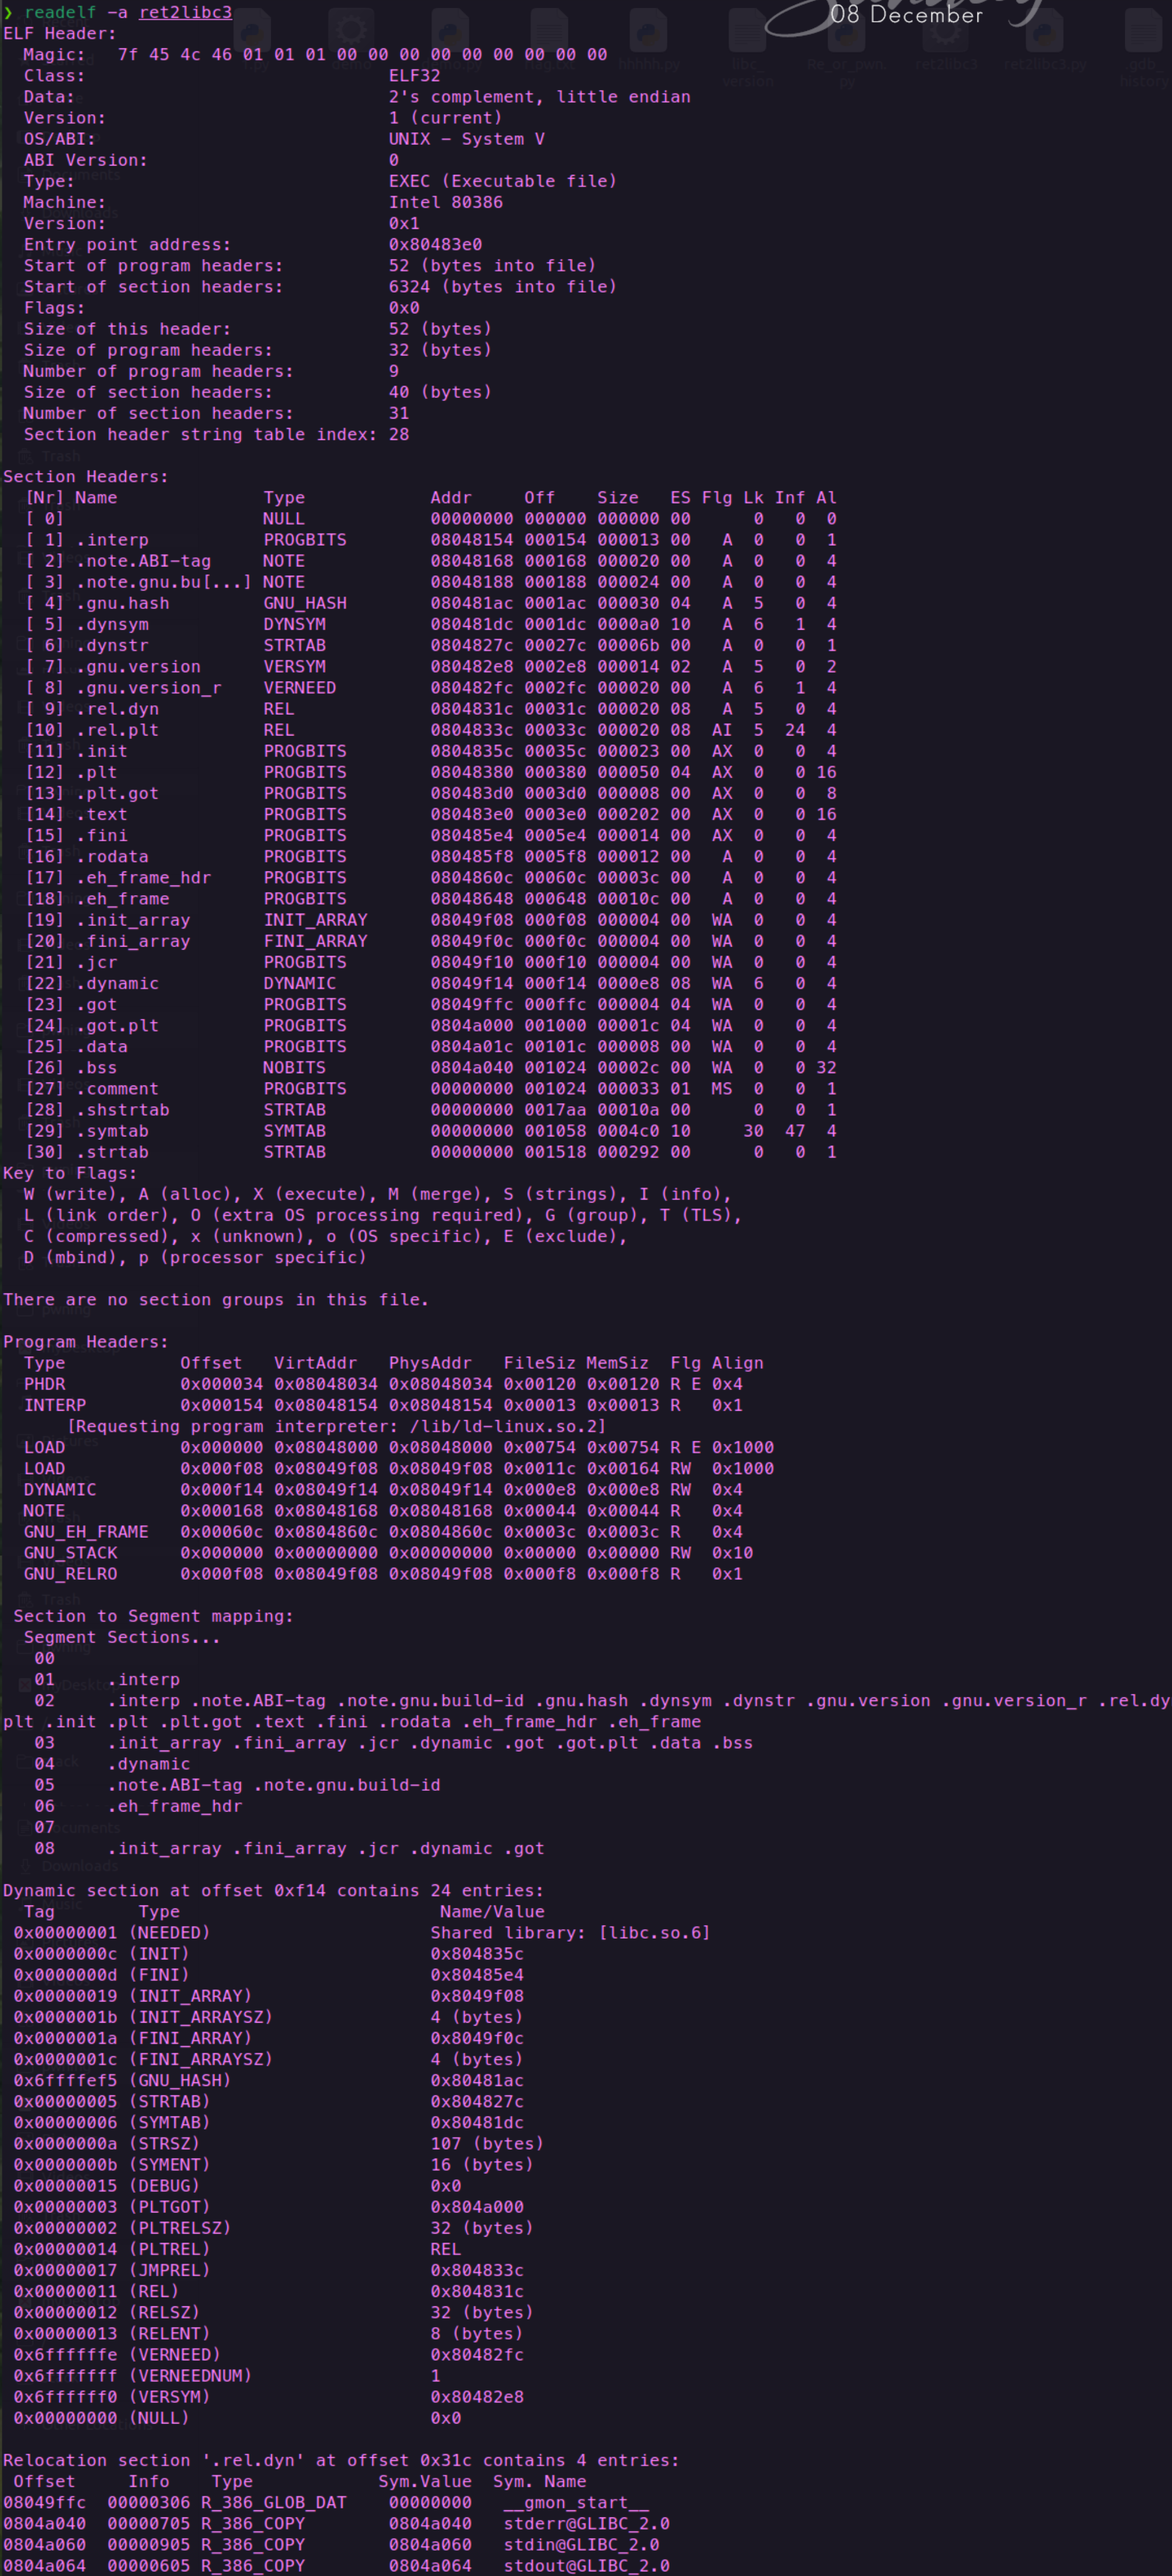 08 December
❯ readelf -a ret2libc3
ELF Header:
  Magic:   7f 45 4c 46 01 01 01 00 00 00 00 00 00 00 00 00
  Class:                             ELF32
  Data:                              2's complement, little endian
  Version:                           1 (current)
  OS/ABI:                            UNIX - System V
  ABI Version:                       0
  Type:                              EXEC (Executable file)
  Machine:                           Intel 80386
  Version:                           0x1
  Entry point address:               0x80483e0
  Start of program headers:          52 (bytes into file)
  Start of section headers:          6324 (bytes into file)
  Flags:                             0x0
  Size of this header:               52 (bytes)
  Size of program headers:           32 (bytes)
  Number of program headers:         9
  Size of section headers:           40 (bytes)
  Number of section headers:         31
  Section header string table index: 28
Section Headers:
  [Nr] Name              Type            Addr     Off    Size   ES Flg Lk Inf Al
  [ 0]                   NULL            00000000 000000 000000 00      0   0  0
  [ 1] .interp           PROGBITS        08048154 000154 000013 00   A  0   0  1
  [ 2] .note.ABI-tag     NOTE            08048168 000168 000020 00   A  0   0  4
  [ 3] .note.gnu.bu[...] NOTE            08048188 000188 000024 00   A  0   0  4
  [ 4] .gnu.hash         GNU_HASH        080481ac 0001ac 000030 04   A  5   0  4
  [ 5] .dynsym           DYNSYM          080481dc 0001dc 0000a0 10   A  6   1  4
  [ 6] .dynstr           STRTAB          0804827c 00027c 00006b 00   A  0   0  1
  [ 7] .gnu.version      VERSYM          080482e8 0002e8 000014 02   A  5   0  2
  [ 8] .gnu.version_r    VERNEED         080482fc 0002fc 000020 00   A  6   1  4
  [ 9] .rel.dyn          REL             0804831c 00031c 000020 08   A  5   0  4
  [10] .rel.plt          REL             0804833c 00033c 000020 08  AI  5  24  4
  [11] .init             PROGBITS        0804835c 00035c 000023 00  AX  0   0  4
  [12] .plt              PROGBITS        08048380 000380 000050 04  AX  0   0 16
  [13] .plt.got          PROGBITS        080483d0 0003d0 000008 00  AX  0   0  8
  [14] .text             PROGBITS        080483e0 0003e0 000202 00  AX  0   0 16
  [15] .fini             PROGBITS        080485e4 0005e4 000014 00  AX  0   0  4
  [16] .rodata           PROGBITS        080485f8 0005f8 000012 00   A  0   0  4
  [17] .eh_frame_hdr     PROGBITS        0804860c 00060c 00003c 00   A  0   0  4
  [18] .eh_frame         PROGBITS        08048648 000648 00010c 00   A  0   0  4
  [19] .init_array       INIT_ARRAY      08049f08 000f08 000004 00  WA  0   0  4
  [20] .fini_array       FINI_ARRAY      08049f0c 000f0c 000004 00  WA  0   0  4
  [21] .jcr              PROGBITS        08049f10 000f10 000004 00  WA  0   0  4
  [22] .dynamic          DYNAMIC         08049f14 000f14 0000e8 08  WA  6   0  4
  [23] .got              PROGBITS        08049ffc 000ffc 000004 04  WA  0   0  4
  [24] .got.plt          PROGBITS        0804a000 001000 00001c 04  WA  0   0  4
  [25] .data             PROGBITS        0804a01c 00101c 000008 00  WA  0   0  4
  [26] .bss              NOBITS          0804a040 001024 00002c 00  WA  0   0 32
  [27] .comment          PROGBITS        00000000 001024 000033 01  MS  0   0  1
  [28] .shstrtab         STRTAB          00000000 0017aa 00010a 00      0   0  1
  [29] .symtab           SYMTAB          00000000 001058 0004c0 10     30  47  4
  [30] .strtab           STRTAB          00000000 001518 000292 00      0   0  1
Key to Flags:
  W (write), A (alloc), X (execute), M (merge), S (strings), I (info),
  L (link order), O (extra OS processing required), G (group), T (TLS),
  C (compressed), x (unknown), o (OS specific), E (exclude),
  D (mbind), p (processor specific)
There are no section groups in this file.
Program Headers:
  Type           Offset   VirtAddr   PhysAddr   FileSiz MemSiz  Flg Align
  PHDR           0x000034 0x08048034 0x08048034 0x00120 0x00120 R E 0x4
  INTERP         0x000154 0x08048154 0x08048154 0x00013 0x00013 R   0x1
      [Requesting program interpreter: /lib/ld-linux.so.2]
  LOAD           0x000000 0x08048000 0x08048000 0x00754 0x00754 R E 0x1000
  LOAD           0x000f08 0x08049f08 0x08049f08 0x0011c 0x00164 RW  0x1000
  DYNAMIC        0x000f14 0x08049f14 0x08049f14 0x000e8 0x000e8 RW  0x4
  NOTE           0x000168 0x08048168 0x08048168 0x00044 0x00044 R   0x4
  GNU_EH_FRAME   0x00060c 0x0804860c 0x0804860c 0x0003c 0x0003c R   0x4
  GNU_STACK      0x000000 0x00000000 0x00000000 0x00000 0x00000 RW  0x10
  GNU_RELRO      0x000f08 0x08049f08 0x08049f08 0x000f8 0x000f8 R   0x1
 Section to Segment mapping:
  Segment Sections...
   00
   01     .interp
   02     .interp .note.ABI-tag .note.gnu.build-id .gnu.hash .dynsym .dynstr .gnu.version .gnu.version_r .rel.dy
plt .init .plt .plt.got .text .fini .rodata .eh_frame_hdr .eh_frame
   03     .init_array .fini_array .jcr .dynamic .got .got.plt .data .bss
   04     .dynamic
   05     .note.ABI-tag .note.gnu.build-id
   06     .eh_frame_hdr
   07
   08     .init_array .fini_array .jcr .dynamic .got
Dynamic section at offset 0xf14 contains 24 entries:
  Tag        Type                         Name/Value
 0x00000001 (NEEDED)                     Shared library: [libc.so.6]
 0x0000000c (INIT)                       0x804835c
 0x0000000d (FINI)                       0x80485e4
 0x00000019 (INIT_ARRAY)                 0x8049f08
 0x0000001b (INIT_ARRAYSZ)               4 (bytes)
 0x0000001a (FINI_ARRAY)                 0x8049f0c
 0x0000001c (FINI_ARRAYSZ)               4 (bytes)
 0x6ffffef5 (GNU_HASH)                   0x80481ac
 0x00000005 (STRTAB)                     0x804827c
 0x00000006 (SYMTAB)                     0x80481dc
 0x0000000a (STRSZ)                      107 (bytes)
 0x0000000b (SYMENT)                     16 (bytes)
 0x00000015 (DEBUG)                      0x0
 0x00000003 (PLTGOT)                     0x804a000
 0x00000002 (PLTRELSZ)                   32 (bytes)
 0x00000014 (PLTREL)                     REL
 0x00000017 (JMPREL)                     0x804833c
 0x00000011 (REL)                        0x804831c
 0x00000012 (RELSZ)                      32 (bytes)
 0x00000013 (RELENT)                     8 (bytes)
 0x6ffffffe (VERNEED)                    0x80482fc
 0x6fffffff (VERNEEDNUM)                 1
 0x6ffffff0 (VERSYM)                     0x80482e8
 0x00000000 (NULL)                       0x0
Relocation section '.rel.dyn' at offset 0x31c contains 4 entries:
 Offset     Info    Type            Sym.Value  Sym. Name
08049ffc  00000306 R_386_GLOB_DAT    00000000   __gmon_start__
0804a040  00000705 R_386_COPY        0804a040   stderr@GLIBC_2.0
0804a060  00000905 R_386_COPY        0804a060   stdin@GLIBC_2.0
0804a064  00000605 R_386_COPY        0804a064   stdout@GLIBC_2.0